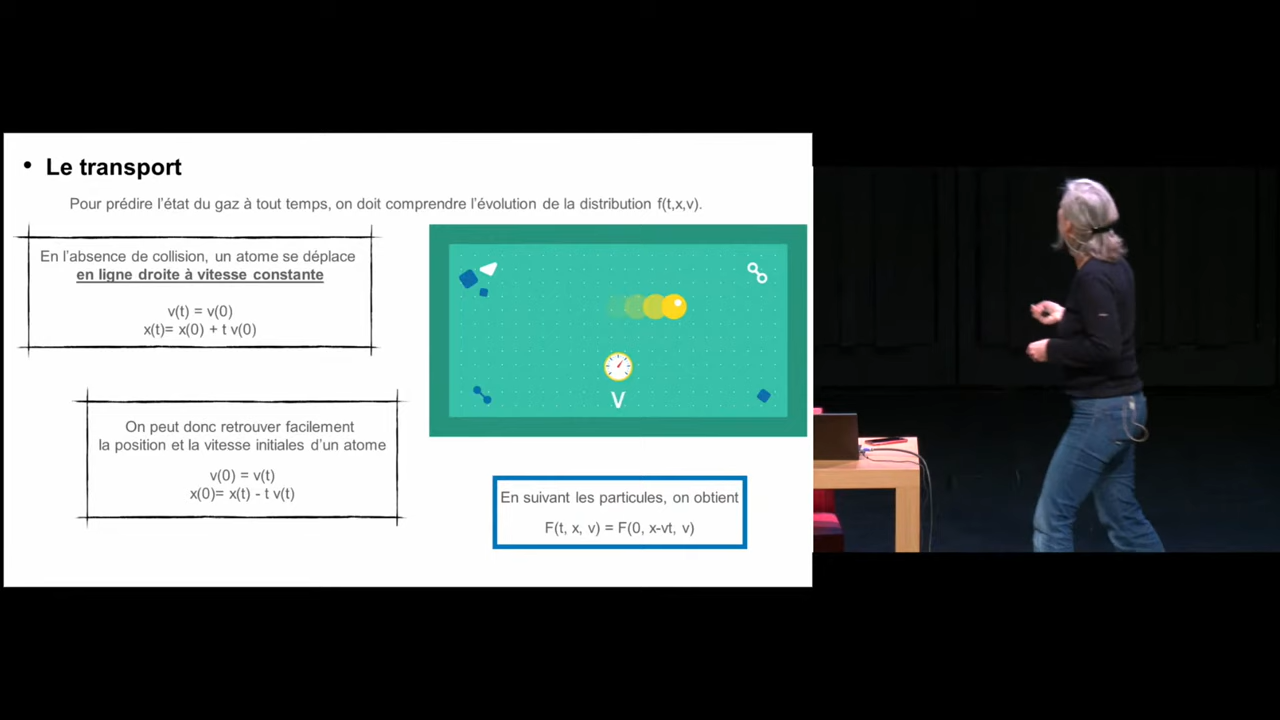 • Le transport
Pour prédire l'état du gaz à tout temps, on doit comprendre l'évolution de la distribution f(t,x,v).
En l'absence de collision, un atome se déplace
en ligne droite à vitesse constante
v(t) = v(0)
x(t)= x(0) + t v(0)
V
On peut donc retrouver facilement
la position et la vitesse initiales d'un atome
v(0) = v(t)
x(0)= x(t) - t v(t)
En suivant les particules, on obtient
F(t, x, v) = F(0, x-vt, v)